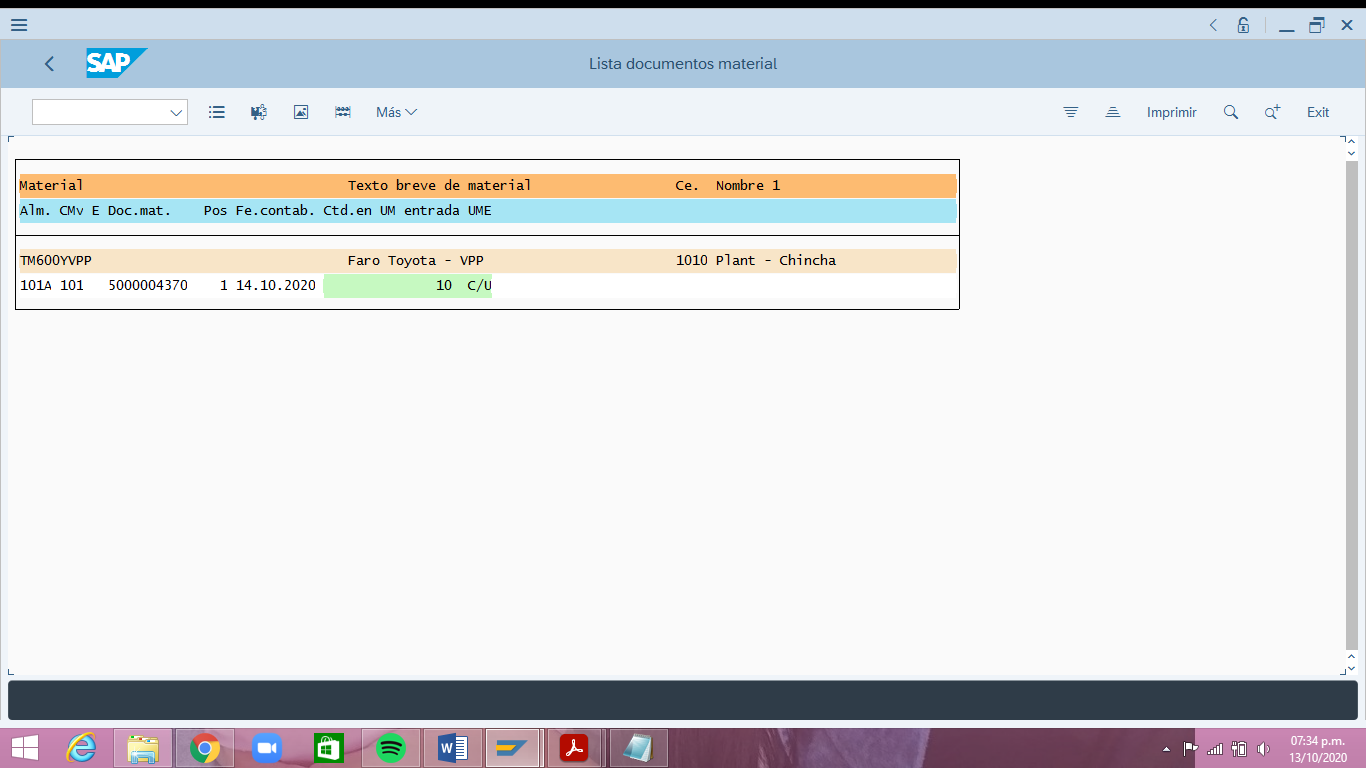 SAP
Lista documentos material
Más
Imprimir
Exit
Material Texto breve de material Ce. Nombre 1
Alm. CMv E Doc.mat. Pos Fe.contab. Ctd.en UM entrada UME
TM600YVPP Faro Toyota - VPP 1010 Plant - Chincha
101A 101 5000004370 1 14.10.2020 10 C/U
07:34 p.m.
13/10/2020